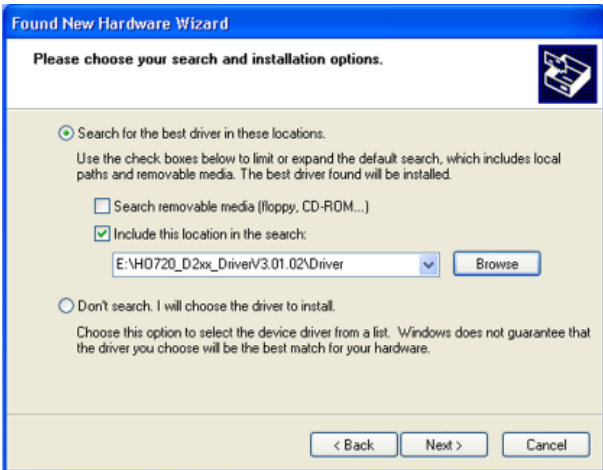 Found New Hardware Wizard
Please choose your search and installation options.
Search for the best driver in these locations.
Use the check boxes below to limit or expand the default search, which includes local
paths and removable media. The best driver found will be installed.
Search removable media (floppy, CD-ROM...)
Include this location in the search:
E:\HO720_D2xx_DriverV3.01.02\Driver
Browse
Don't search. I will choose the driver to install.
Choose this option to select the device driver from a list. Windows does not guarantee that
the driver you choose will be the best match for your hardware.
< Back
Next >
Cancel